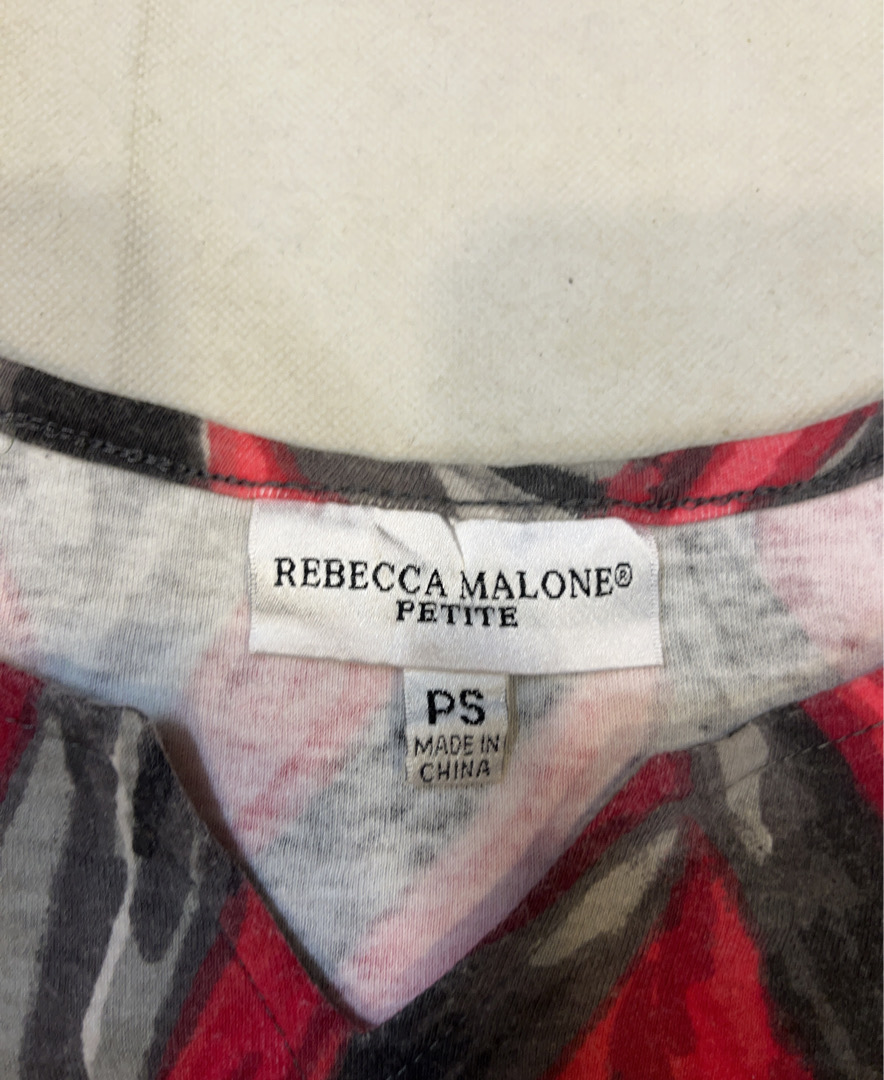 REBECCA MALONE®
PETITE
PS
MADE IN
CHINA